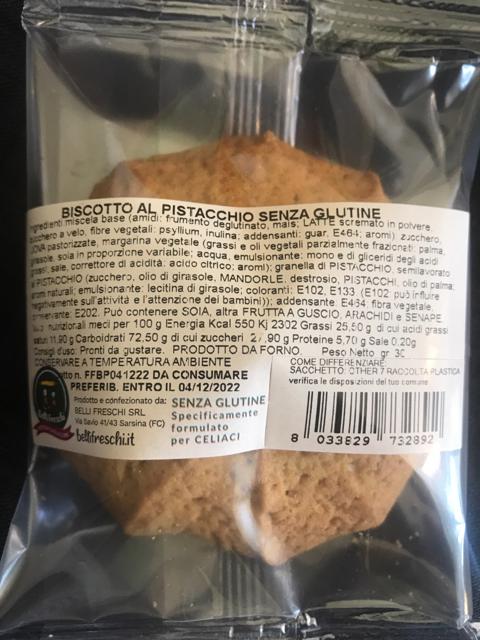 BISCOTTO AL PISTACCHIO SENZA GLUTINE
Ingredienti miscela base (amidi: frumento deglutinato, mais; LATTE scremato in polvere
zucchero a velo, fibre vegetali: psyllium, inulina; addensanti: guar, E464; aromi) zucchero,
UOVA pastorizzate, margarina vegetale (grassi e oli vegetali parzialmente frazionati: palma,
girasole, soia in proporzione variabile; acqua, emulsionante: mono e di gliceridi degli acidi
grassi, sale, correttore di acidità: acido citrico; aromi); granella di PISTACCHIO, semilavorato
al PISTACCHIO (zucchero, olio di girasole, MANDORLE, destrosio, PISTACCHI, olio di palma;
aromi naturali; emulsionante: lecitina di girasole; coloranti: E102, E133, (E102: può influire
negativamente sull'attività e l'attenzione dei bambini)); addensante: E464, fibra vegetale
conservante: E202. Può contenere SOIA, altra FRUTTA A GUSCIO, ARACHIDI e SENAPE
nutrizionali medi per 100 g Energia Kcal 550 Kj 2302 Grassi 25,50 g di cui acidi grassi
saturi 11,90 g Carboidrati 72,50 g di cui zuccheri ,90 g Proteine 5,70 g Sale 0,20g
Consigli d'uso: Pronti da gustare. PRODOTTO DA FORNO. Peso Netto gr 30
CONSERVARE A TEMPERATURA AMBIENTE
Lotto n. FFBP041222 DA CONSUMARE
PREFERIB. ENTRO IL 04/12/2022
COME DIFFERENZIARE:
SACCHETTO: OTHER 7 RACCOLTA PLASTICA
verifica le disposizioni del tuo comune
Prodotto e confezionato da:
BELLI FRESCHI SRL
Via Savio 41/43 Sarsina (FC)
bellifreschi.it
SENZA GLUTINE
Specificamente
formulato
per CELIACI
8 033829 732892